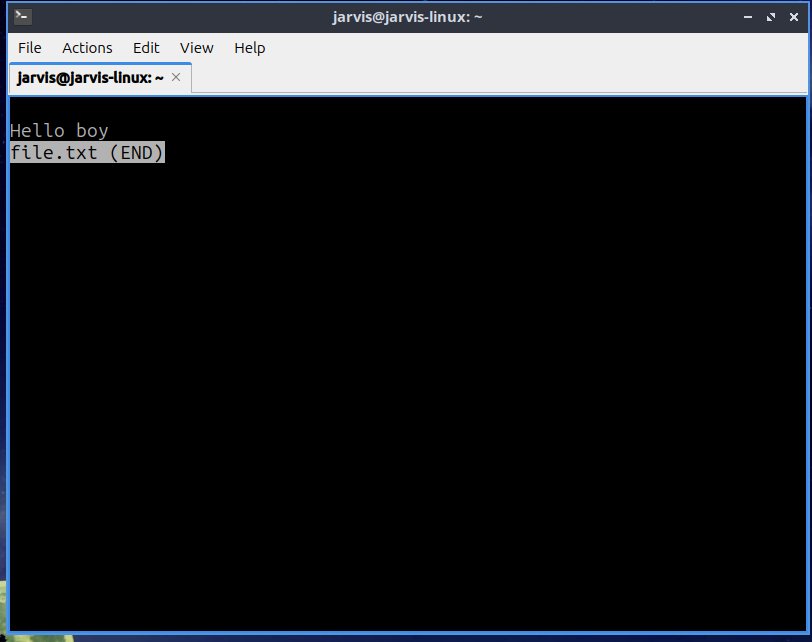 jarvis@jarvis-linux: ~
File Actions Edit View Help
jarvis@jarvis-linux: ~
Hello boy
file.txt (END)